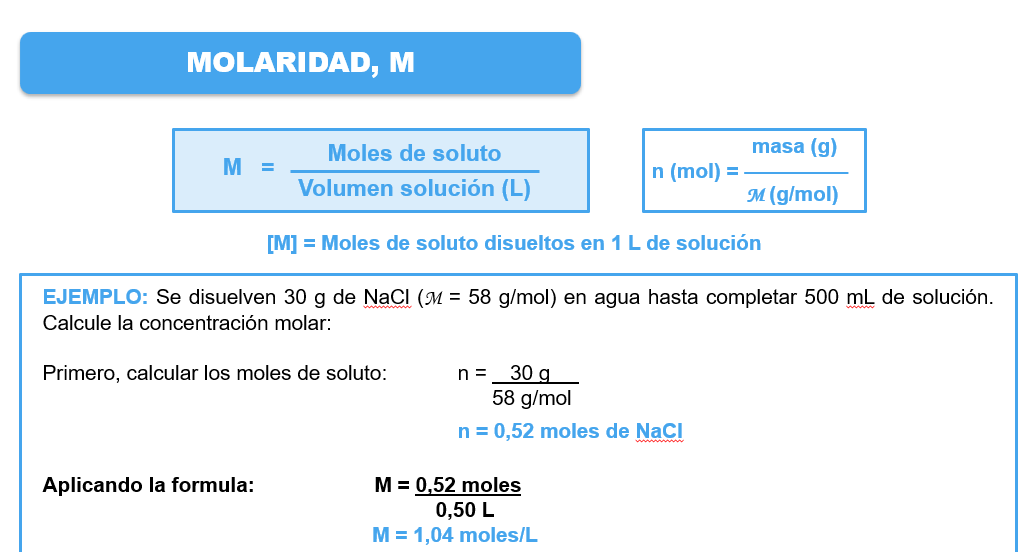 MOLARIDAD, M
M = Moles de soluto
Volumen solución (L)
n (mol) = masa (g)
ℳ (g/mol)
[M] = Moles de soluto disueltos en 1 L de solución
EJEMPLO: Se disuelven 30 g de NaCl (ℳ = 58 g/mol) en agua hasta completar 500 mL de solución.
Calcule la concentración molar:
Primero, calcular los moles de soluto: n = 30 g
58 g/mol
n = 0,52 moles de NaCl
Aplicando la formula: M = 0,52 moles
0,50 L
M = 1,04 moles/L